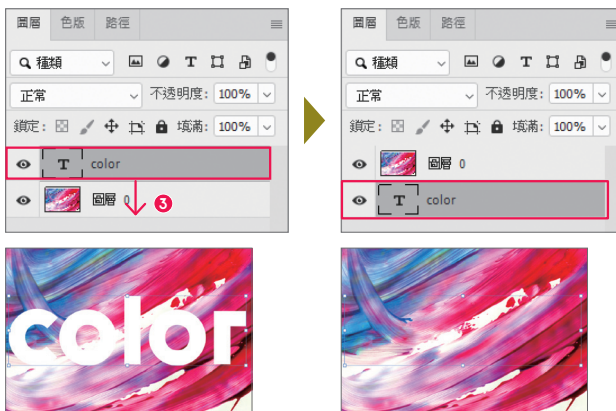 圖層 色版 路徑
種類 T
正常 不透明度: 100%
鎖定: 填滿: 100%
T color
圖層 0
3
color
圖層 色版 路徑
種類 T
正常 不透明度: 100%
鎖定: 填滿: 100%
圖層 0
T color